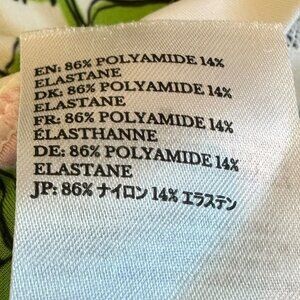 EN: 86% POLYAMIDE 14%
ELASTANE
DK: 86% POLYAMIDE 14%
ELASTANE
FR: 86% POLYAMIDE 14%
ÉLASTHANNE
DE: 86% POLYAMIDE 14%
ELASTANE
JP: 86% ナイロン 14% エラステン